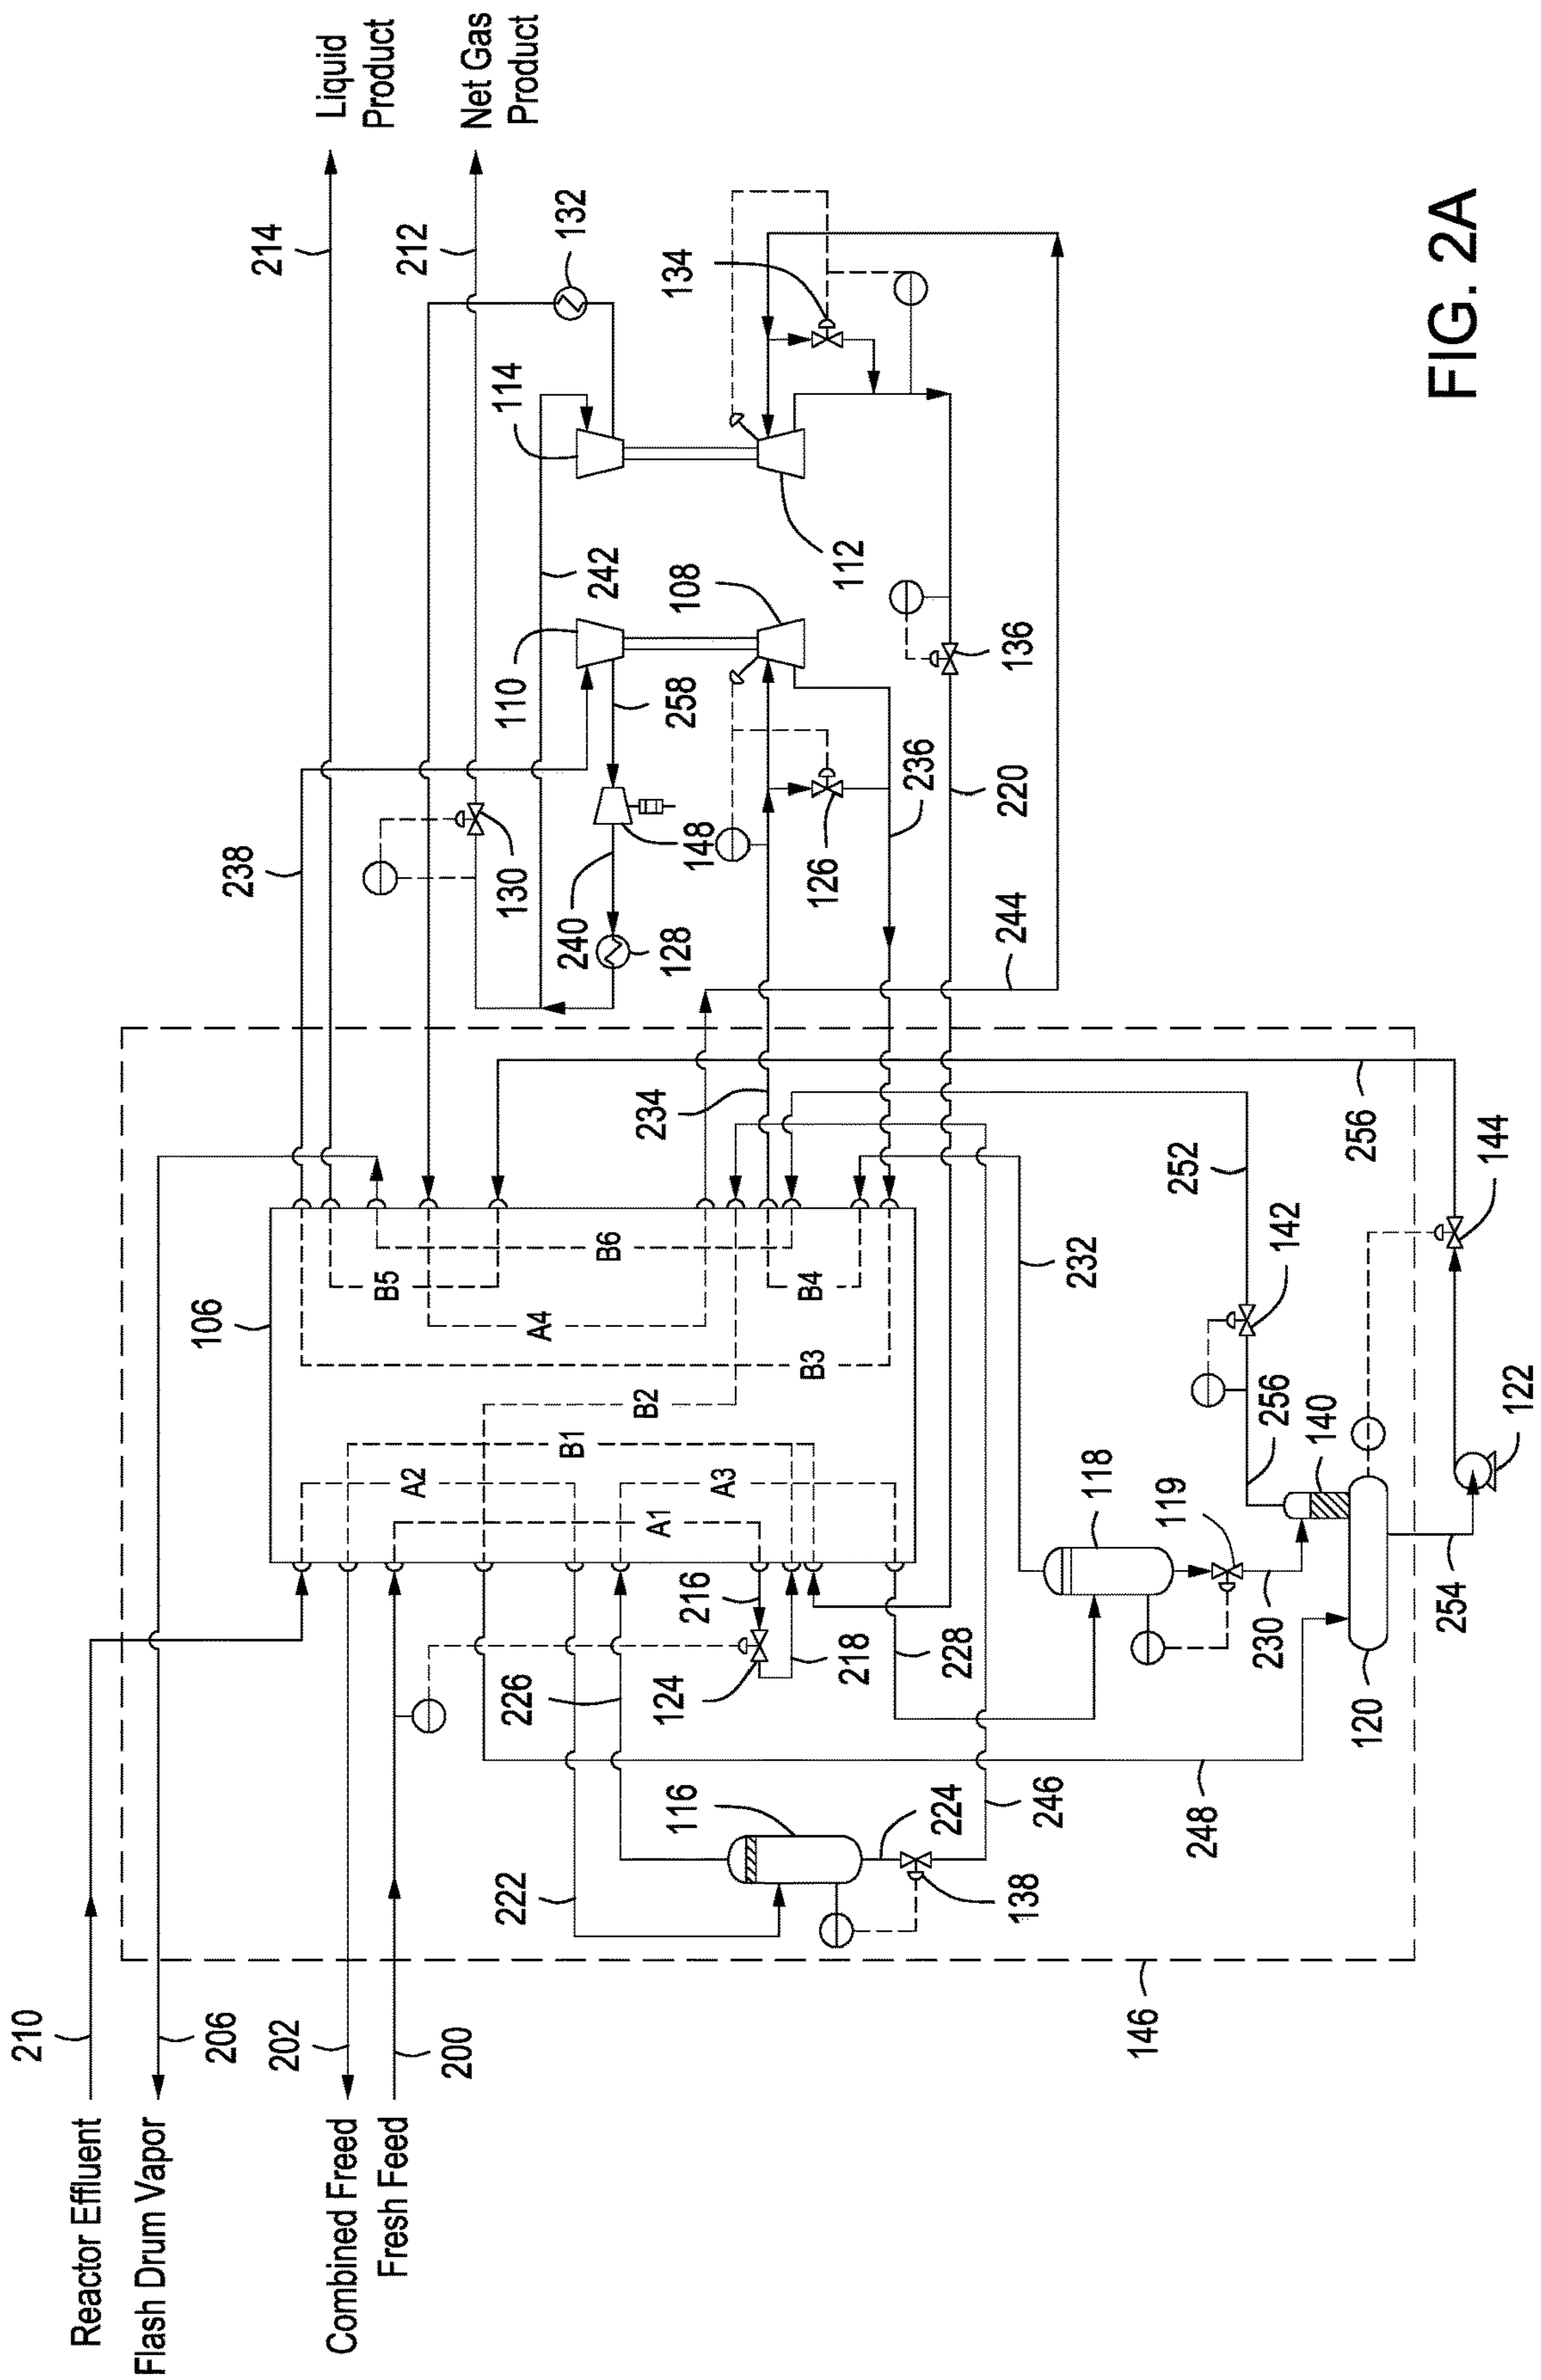 210
Reactor Effluent
Flash Drum Vapor
206
106
238
214
202
Liquid
Product
Combined Freed
Fresh Feed
B5
212
A2
200
Net Gas
Product
222
130
110
114
226
A4
B1
240
132
242
B6
B2
A1
124
128
116
134
258
108
234
216
148
A3
B4
B3
126
112
218
236
224
228
244
220
136
138
246
232
118
146
119
248
252
230
256
142
140
256
120
254
FIG. 2A
144
122